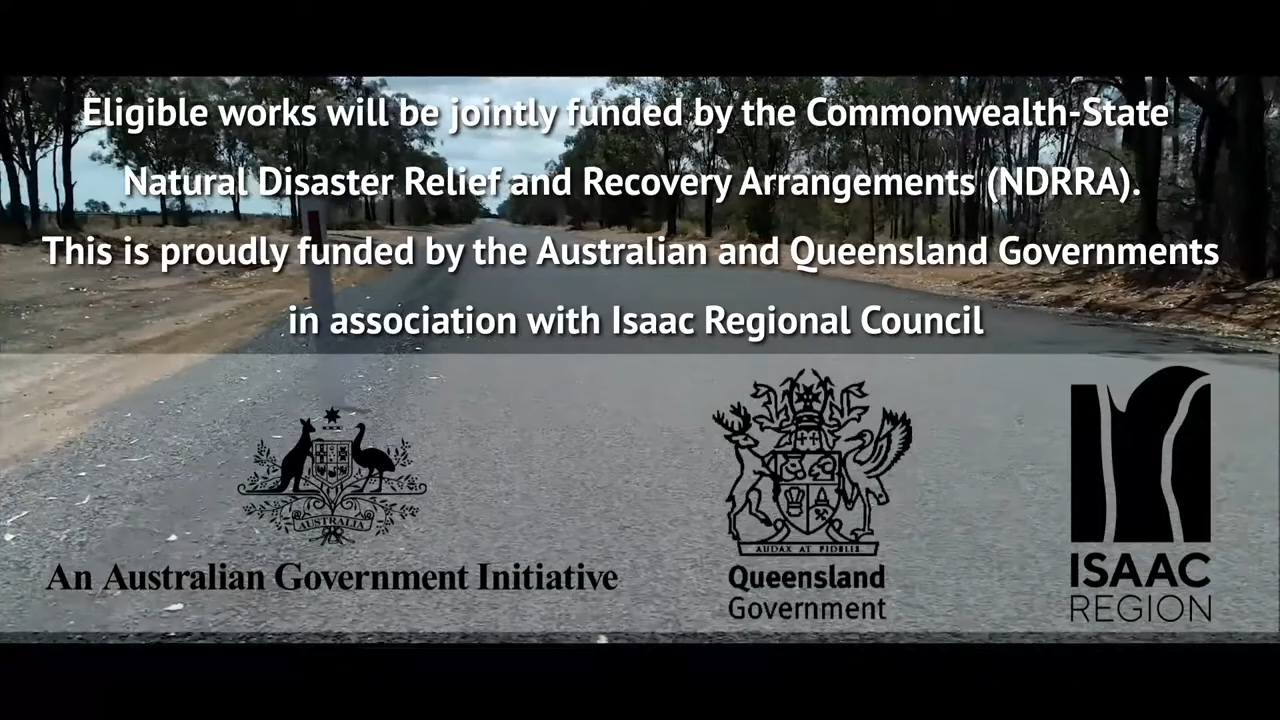 Eligible works will be jointly funded by the Commonwealth-State
Natural Disaster Relief and Recovery Arrangements (NDRRA).
This is proudly funded by the Australian and Queensland Governments
in association with Isaac Regional Council
AUSTRALIA
An Australian Government Initiative
AUDAX AT FIDELIS
Queensland
Government
ISAAC
REGION